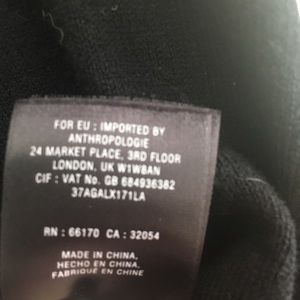 FOR EU : IMPORTED BY
ANTHROPOLOGIE
24 MARKET PLACE, 3RD FLOOR
LONDON, UK W1W8AN
CIF : VAT No. GB 684936382
37AGALX171LA
RN : 66170 CA : 32054
MADE IN CHINA.
HECHO EN CHINA.
FABRIQUÉ EN CHINE